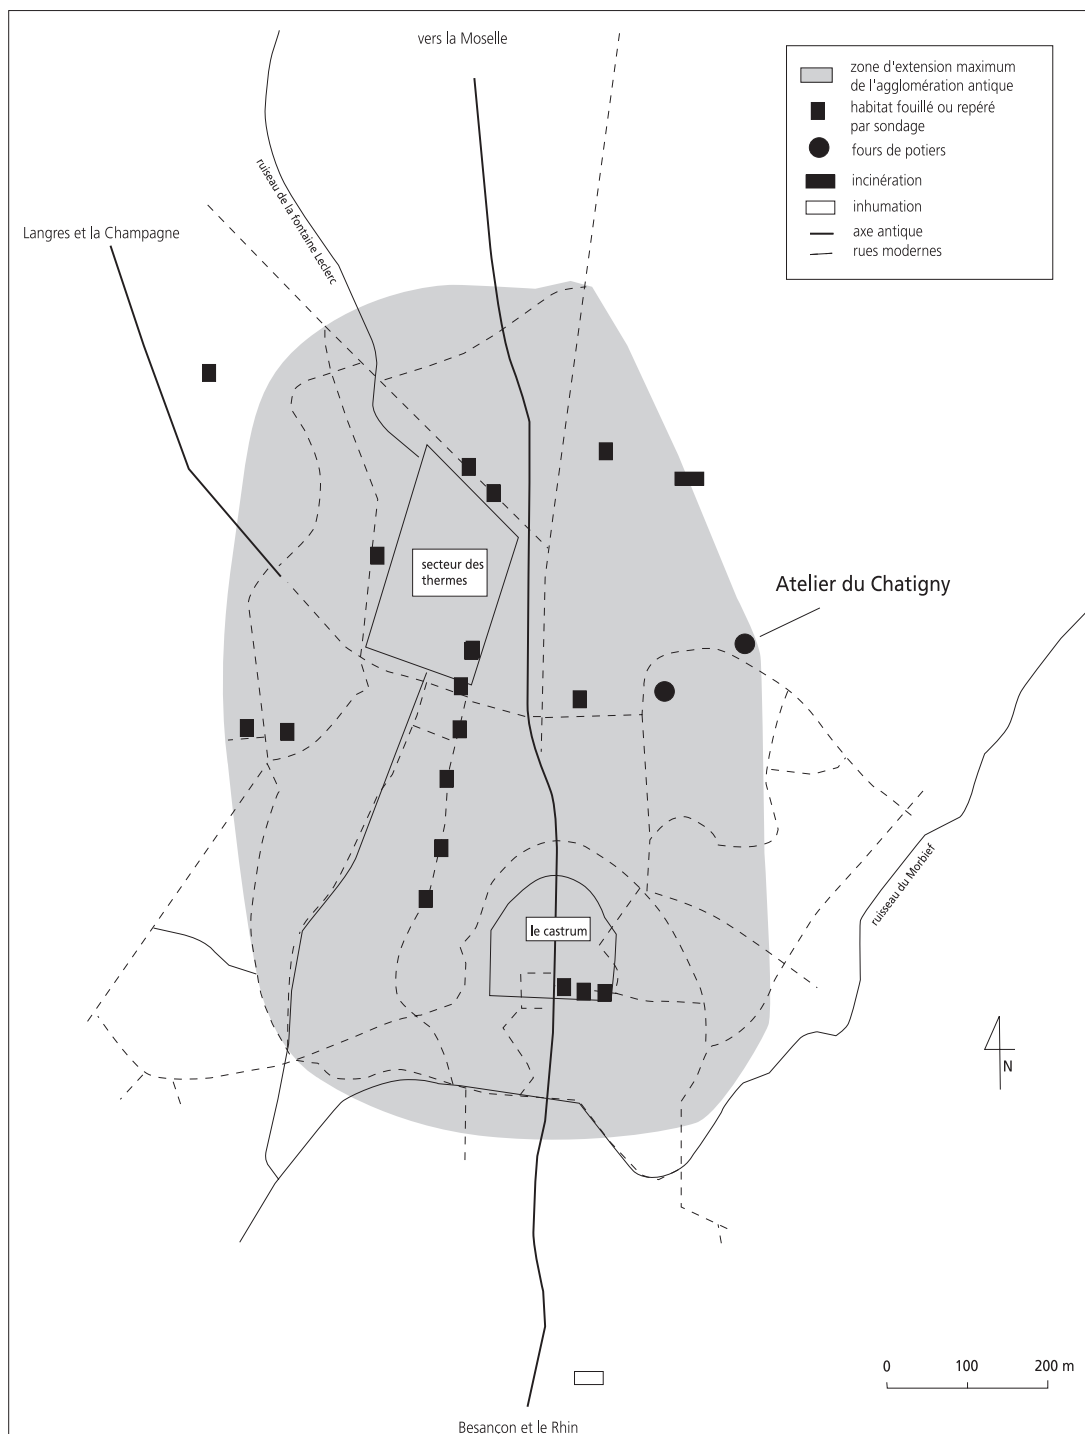 vers la Moselle
zone d'extension maximum
de l'agglomération antique
habitat fouillé ou repéré
par sondage
fours de potiers
incinération
inhumation
axe antique
rues modernes
ruiseau de la fontaine Leclerc
Langres et la Champagne
secteur des
thermes
Atelier du Chatigny
ruisseau du Morbief
le castrum
N
0 100 200 m
Besançon et le Rhin